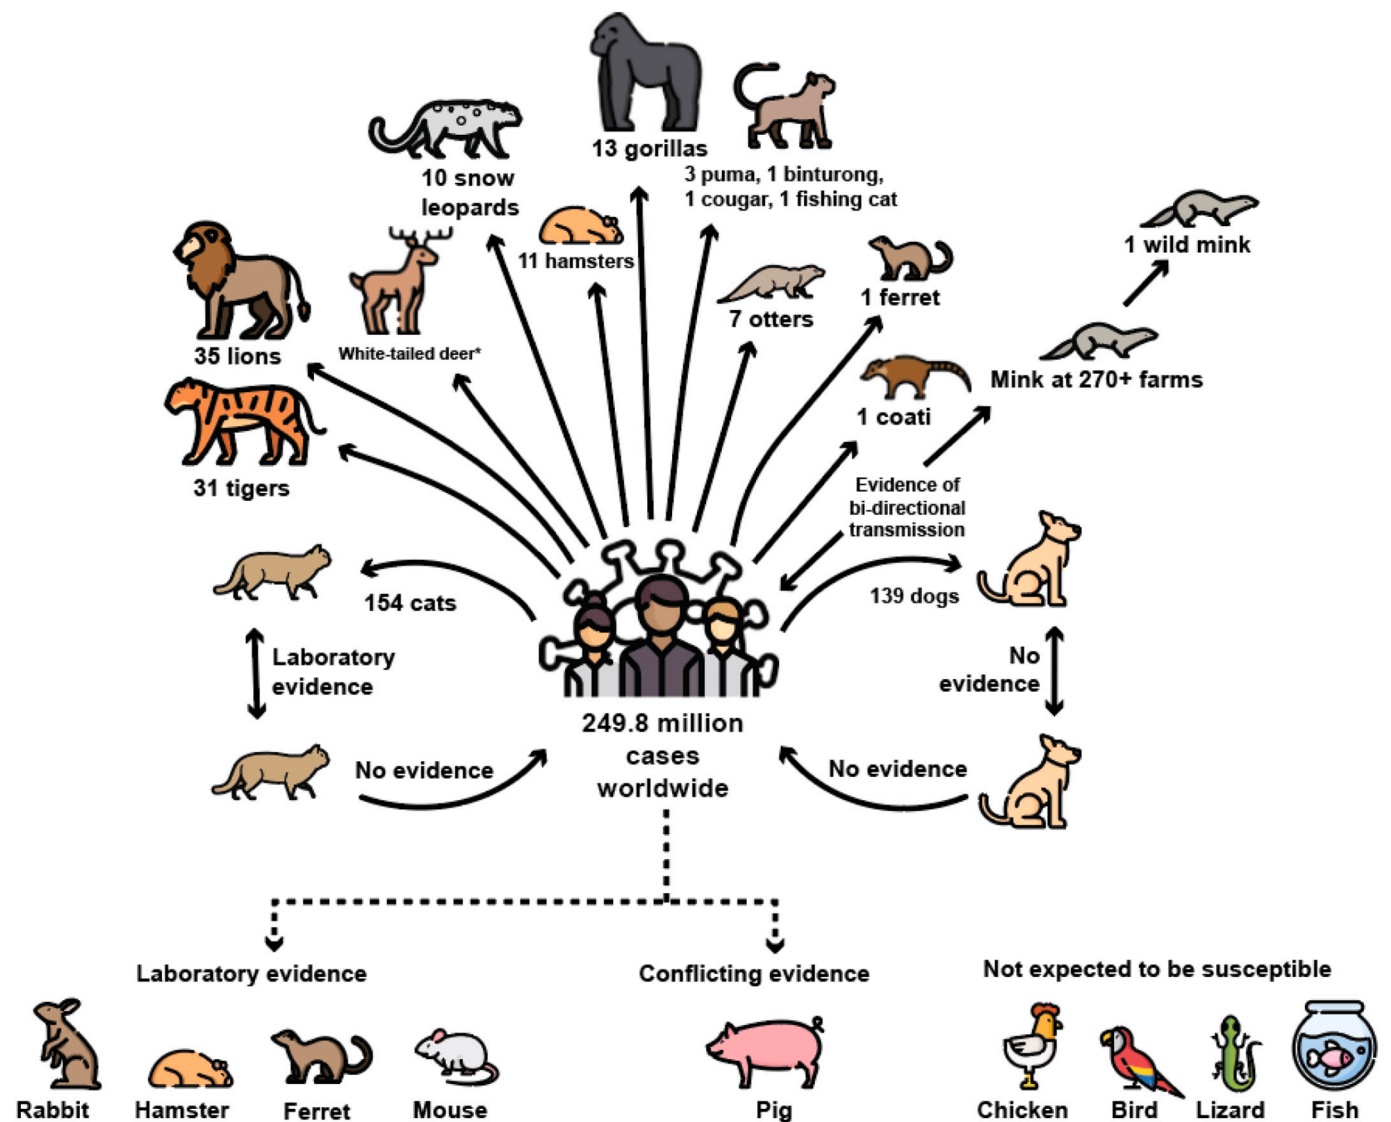 13 gorillas
10 snow
leopards
3 puma, 1 binturong,
1 cougar, 1 fishing cat
11 hamsters
1 wild mink
1 ferret
7 otters
35 lions
White-tailed deer*
Mink at 270+ farms
1 coati
31 tigers
Evidence of
bi-directional
transmission
154 cats
139 dogs
Laboratory
evidence
No
evidence
249.8 million
cases
worldwide
No evidence
No evidence
Laboratory evidence
Conflicting evidence
Not expected to be susceptible
Rabbit
Hamster
Ferret
Mouse
Pig
Chicken
Bird
Lizard
Fish